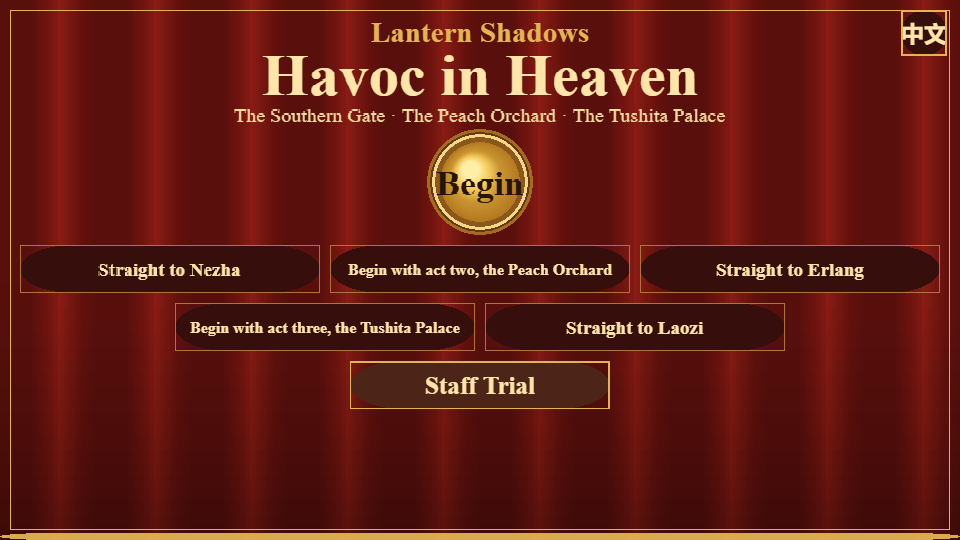 Lantern Shadows
中文
Havoc in Heaven
The Southern Gate · The Peach Orchard · The Tushita Palace
Begin
Straight to Nezha
Begin with act two, the Peach Orchard
Straight to Erlang
Begin with act three, the Tushita Palace
Straight to Laozi
Staff Trial